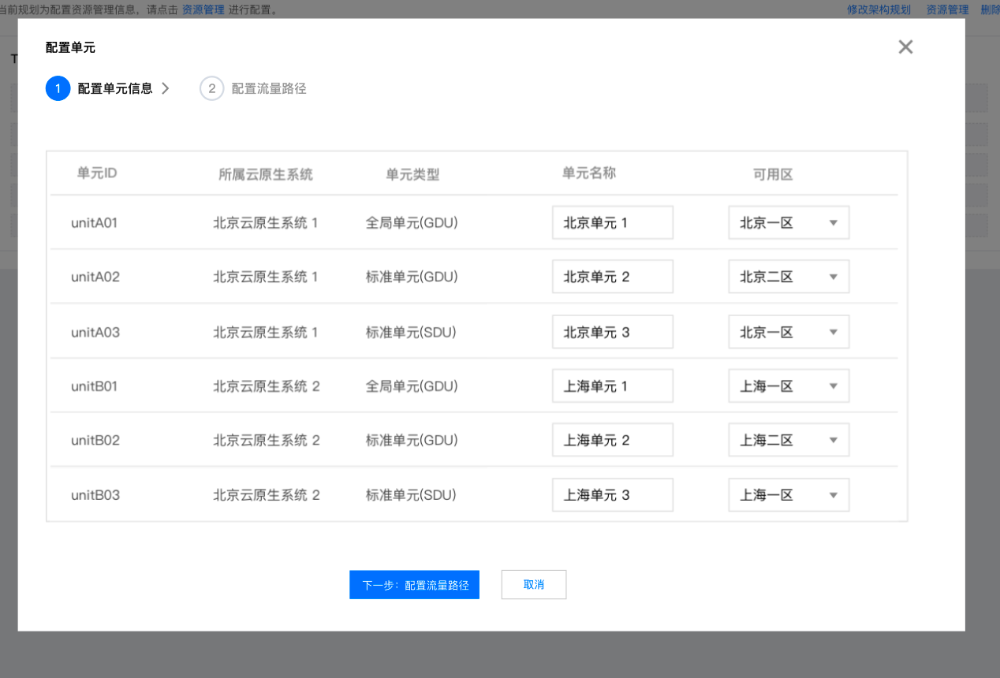 当前规划为配置资源管理信息，请点击 资源管理 进行配置。
修改架构规划 资源管理 删除
配置单元
1 配置单元信息
2 配置流量路径
单元ID 所属云原生系统 单元类型 单元名称 可用区
unitA01 北京云原生系统 1 全局单元(GDU) 北京单元 1 北京一区
unitA02 北京云原生系统 1 标准单元(GDU) 北京单元 2 北京二区
unitA03 北京云原生系统 1 标准单元(SDU) 北京单元 3 北京一区
unitB01 北京云原生系统 2 全局单元(GDU) 上海单元 1 上海一区
unitB02 北京云原生系统 2 标准单元(GDU) 上海单元 2 上海二区
unitB03 北京云原生系统 2 标准单元(SDU) 上海单元 3 上海一区
下一步：配置流量路径 取消